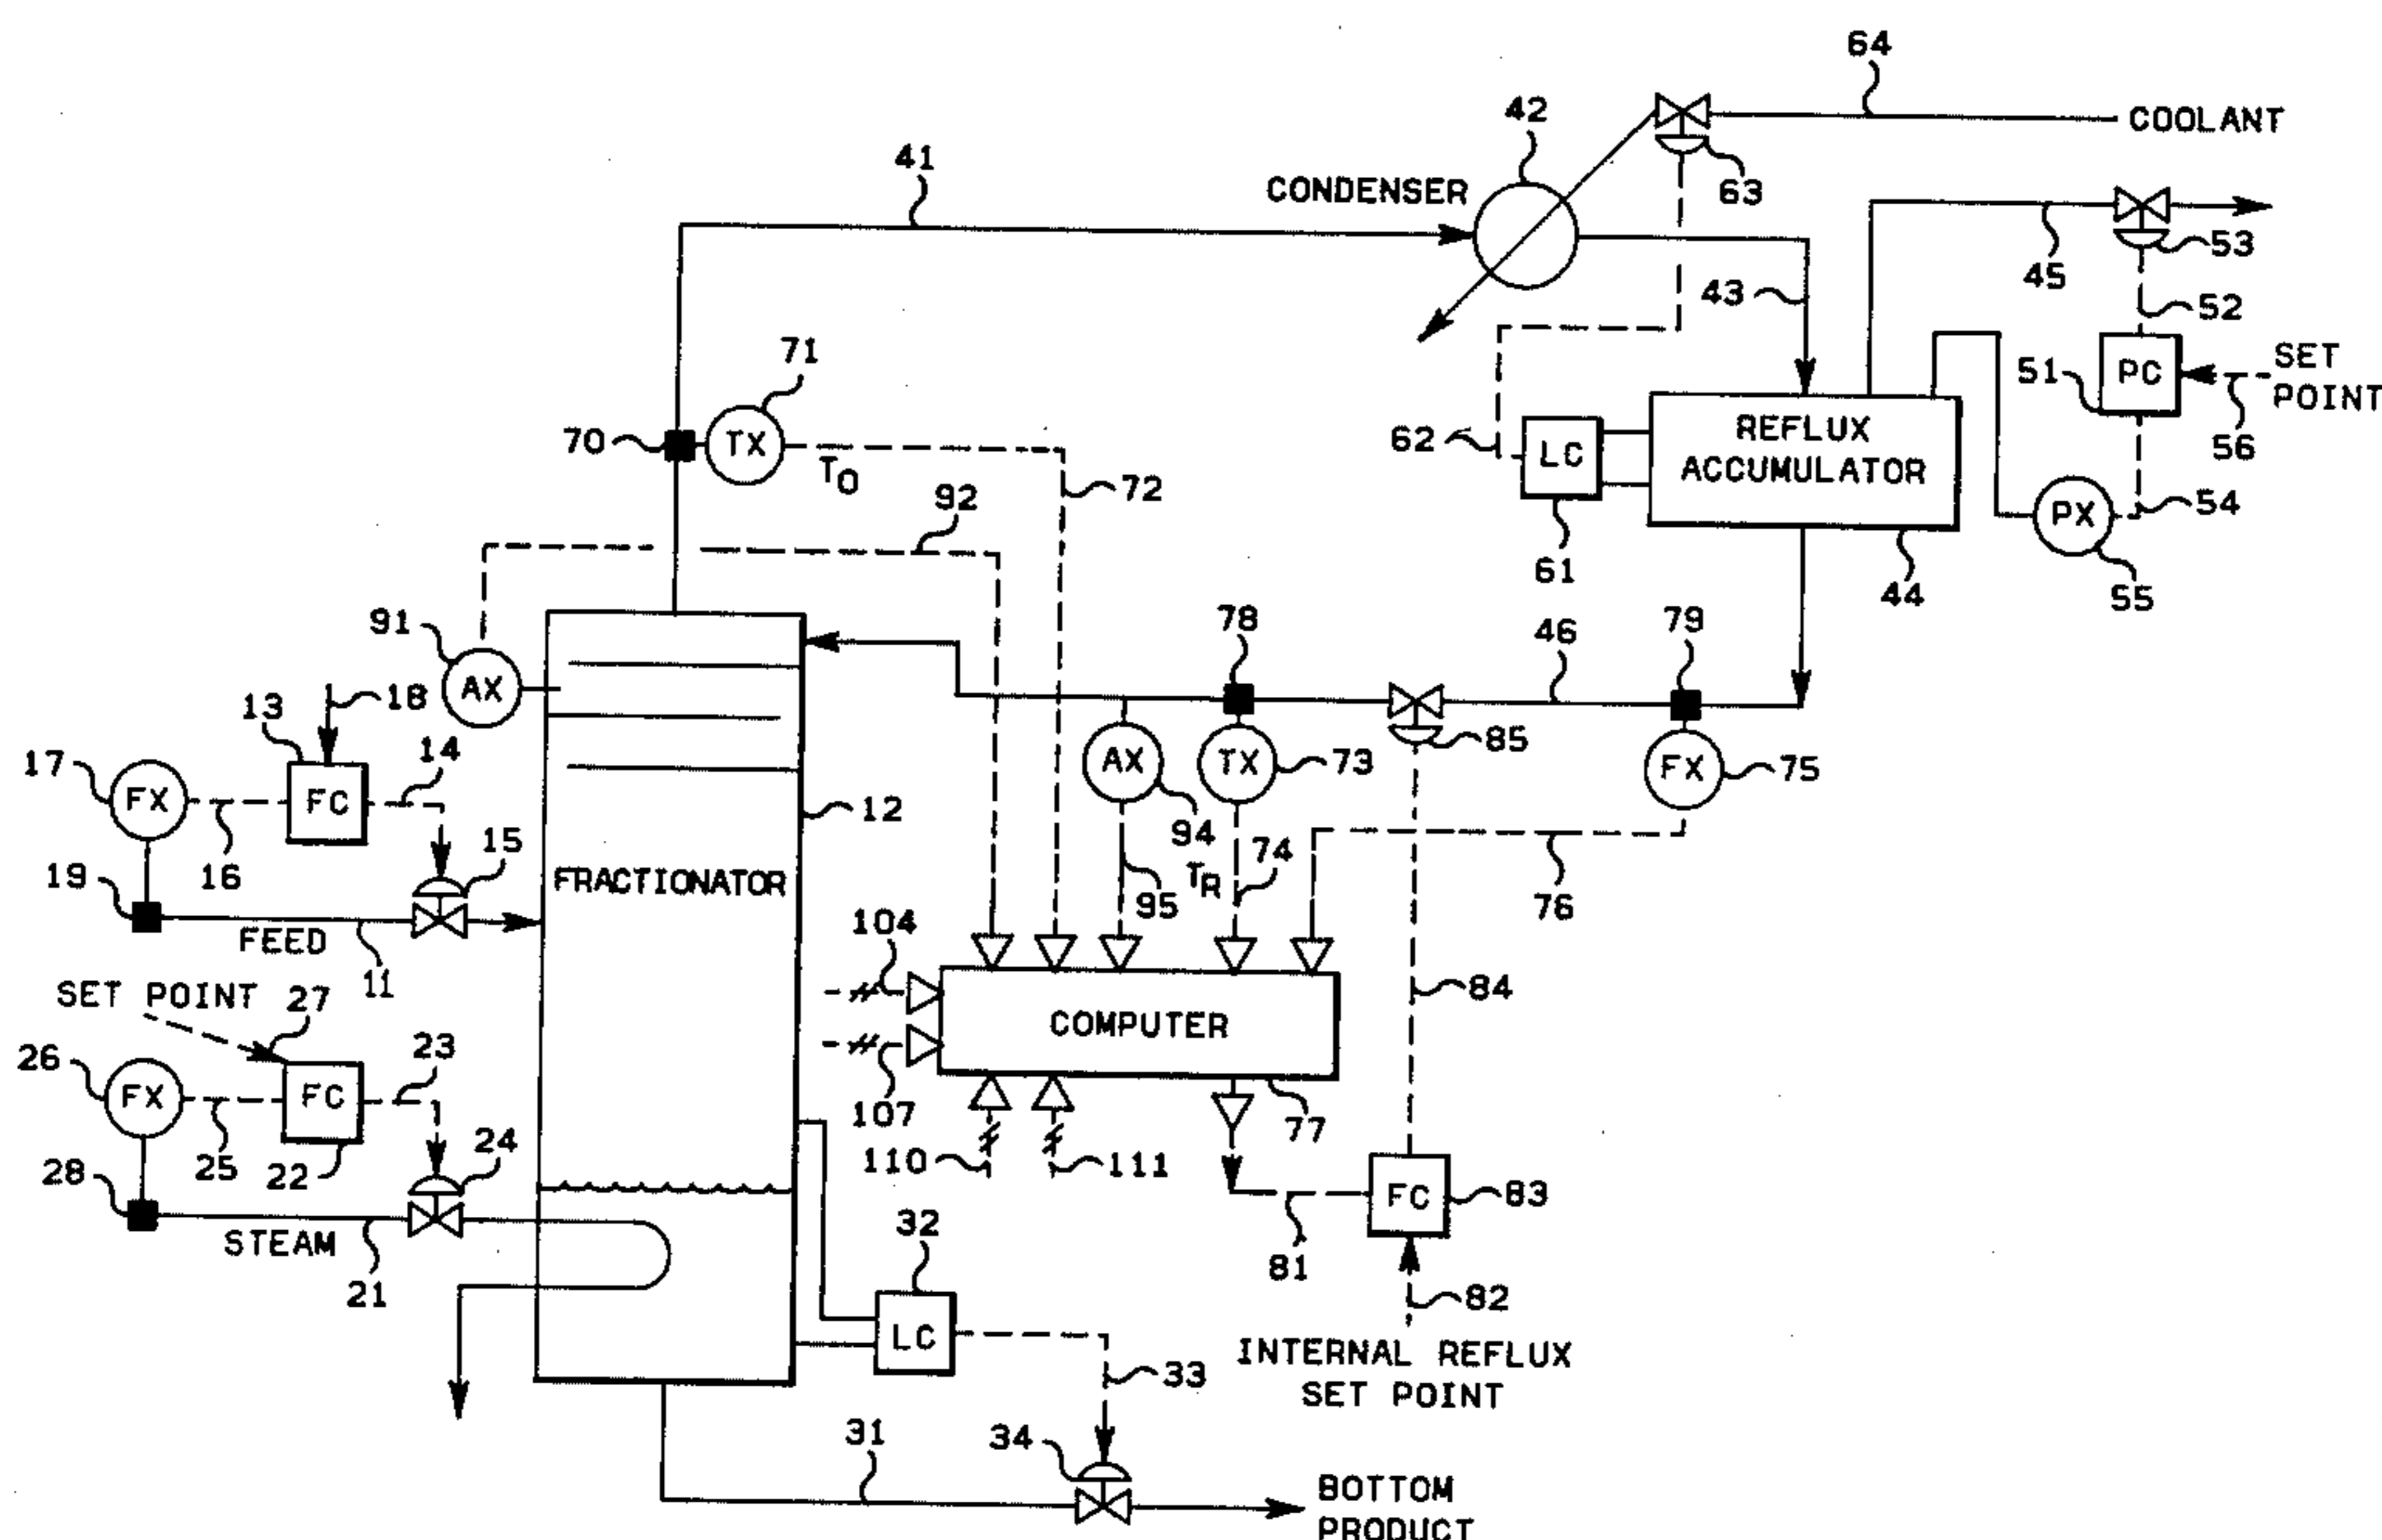 64
COOLANT
42
63
41
CONDENSER
53
45
43
52
SET
POINT
PC
51
56
71
70
TX
TO
72
92
62
LC
REFLUX
ACCUMULATOR
PX
54
61
44
55
91
AX
78
46
79
13
18
14
17
FX
FC
12
AX
TX
85
FX
75
73
94
74
TR
95
76
19
16
15
FRACTIONATOR
FEED
11
104
84
SET POINT
27
COMPUTER
26
FX
FC
23
107
77
28
25
22
24
110
111
FC
83
STEAM
21
32
81
82
LC
INTERNAL REFLUX
SET POINT
33
31
34
BOTTOM
PRODUCT